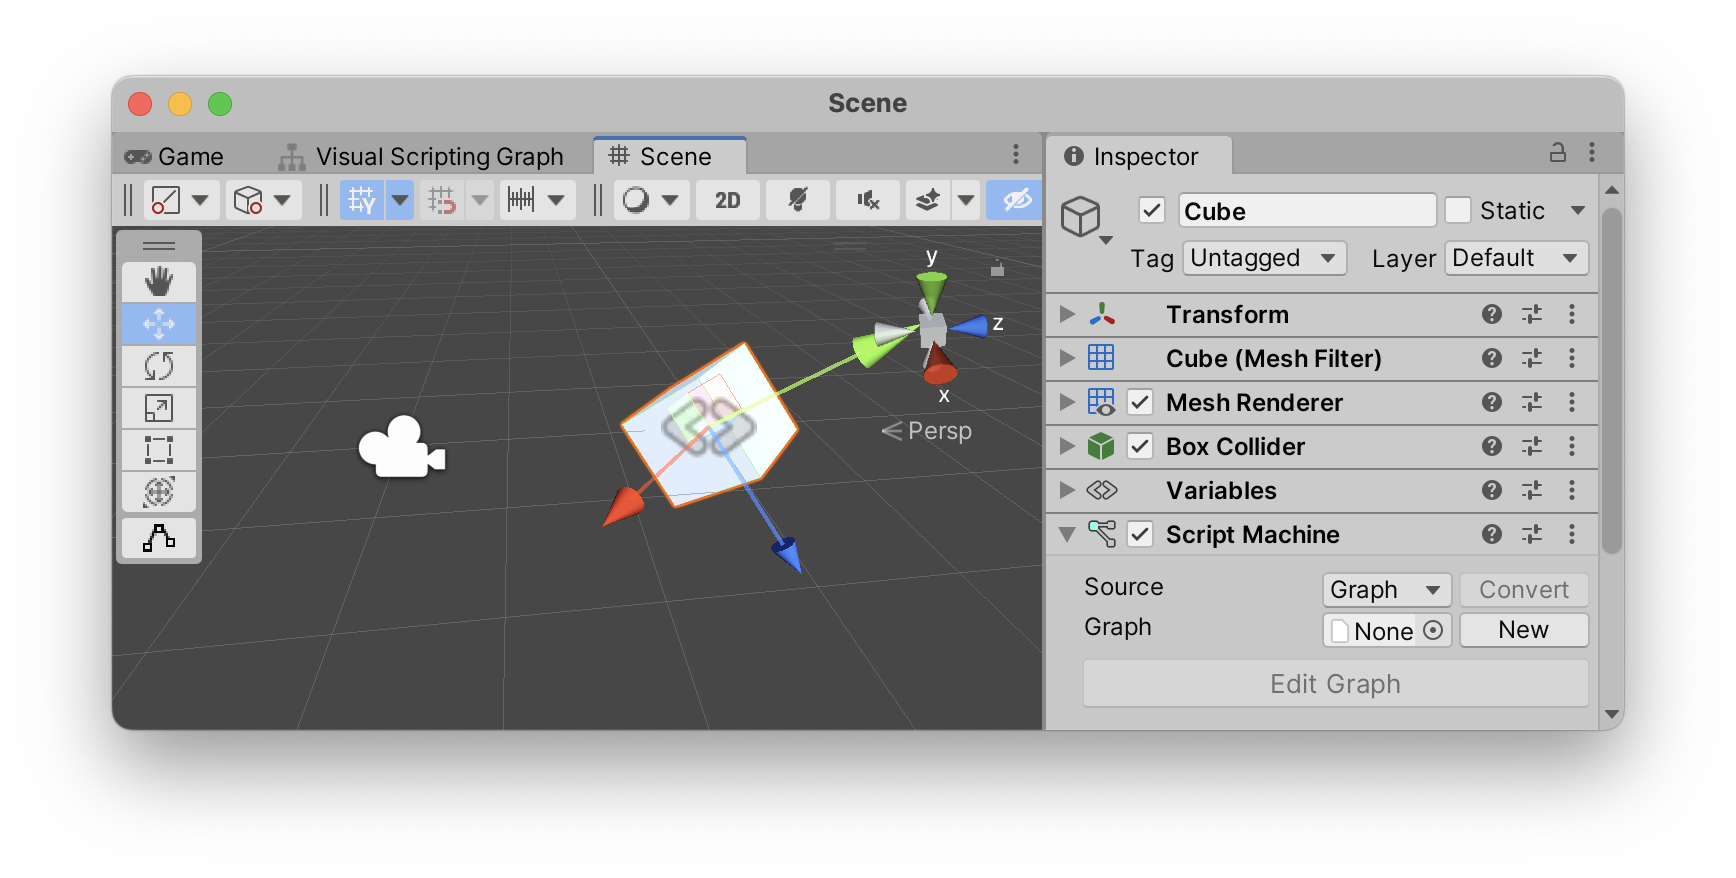 Scene
Game
Visual Scripting Graph
Scene
2D
y
z
x
Persp
Inspector
Cube
Static
Tag
Untagged
Layer
Default
Transform
Cube (Mesh Filter)
Mesh Renderer
Box Collider
Variables
Script Machine
Source
Graph
Convert
Graph
None
New
Edit Graph